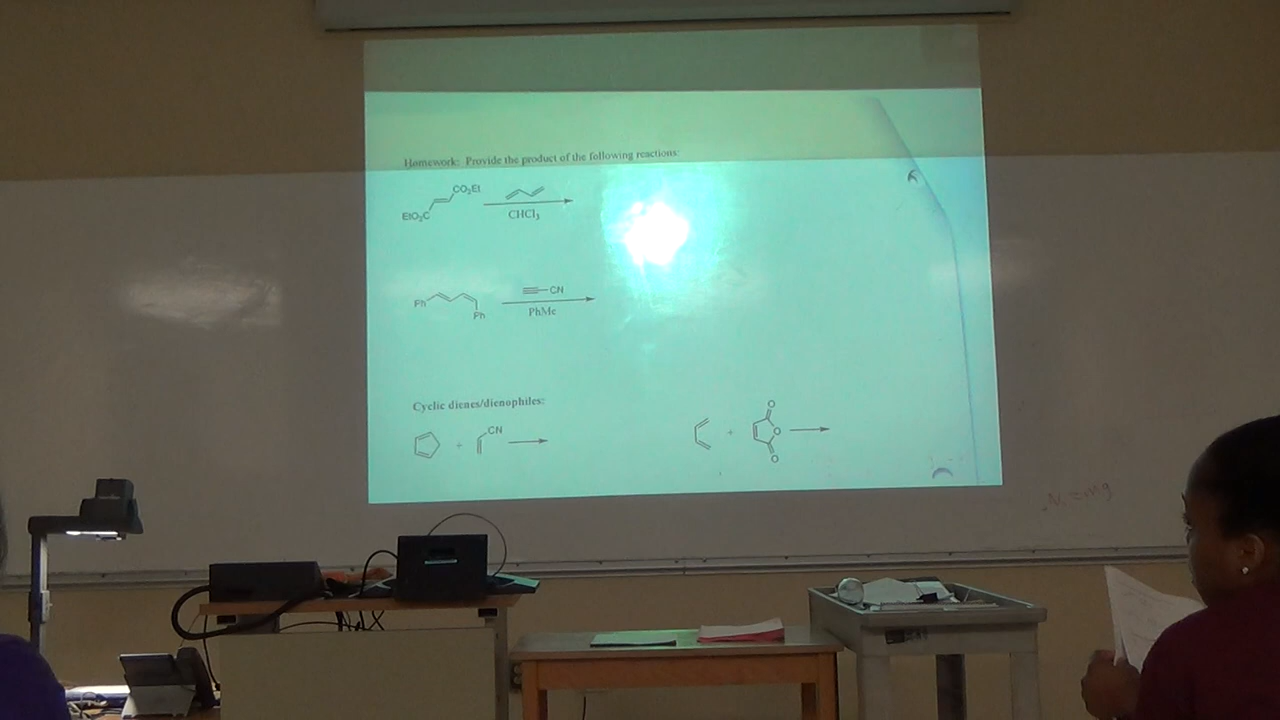 Homework: Provide the product of the following reactions:
CO₂Et
EtO₂C
CHCl₃
CN
Ph
Ph
PhMe
Cyclic dienes/dienophiles:
+
CN
+
O
O
O